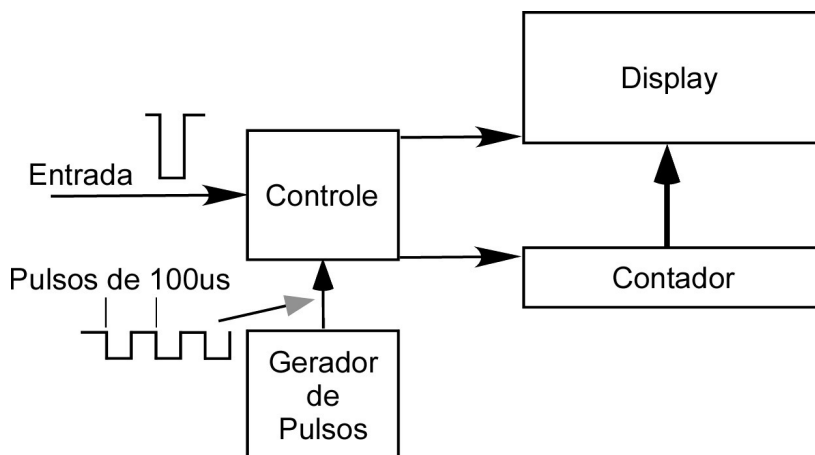 Display
Entrada
Controle
Pulsos de 100us
Contador
Gerador
de
Pulsos